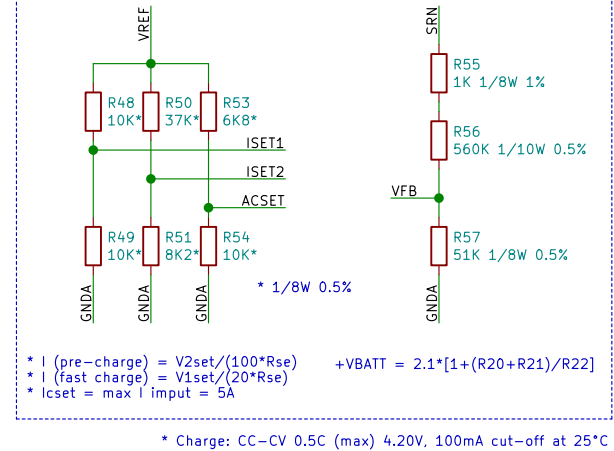 VREF
SRN
R48
10K*
R50
37K*
R53
6K8*
R55
1K 1/8W 1%
R56
560K 1/10W 0.5%
ISET1
ISET2
ACSET
VFB
R49
10K*
R51
8K2*
R54
10K*
R57
51K 1/8W 0.5%
* 1/8W 0.5%
GNDA
GNDA
GNDA
GNDA
* I (pre-charge) = V2set/(100*Rse)
* I (fast charge) = V1set/(20*Rse)
* Icset = max I imput = 5A
+VBATT = 2.1*[1+(R20+R21)/R22]
* Charge: CC-CV 0.5C (max) 4.20V, 100mA cut-off at 25°C